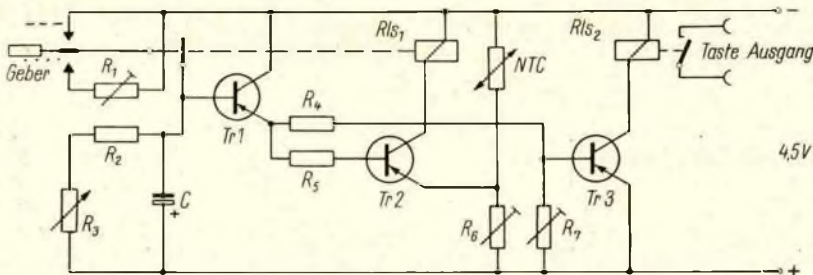 Rls₁
Rls₂
−
Geber
R₁
NTC
Taste Ausgang
R₄
Tr1
R₂
R₅
4,5V
Tr2
Tr3
R₃
C
+
R₆
R₇
+